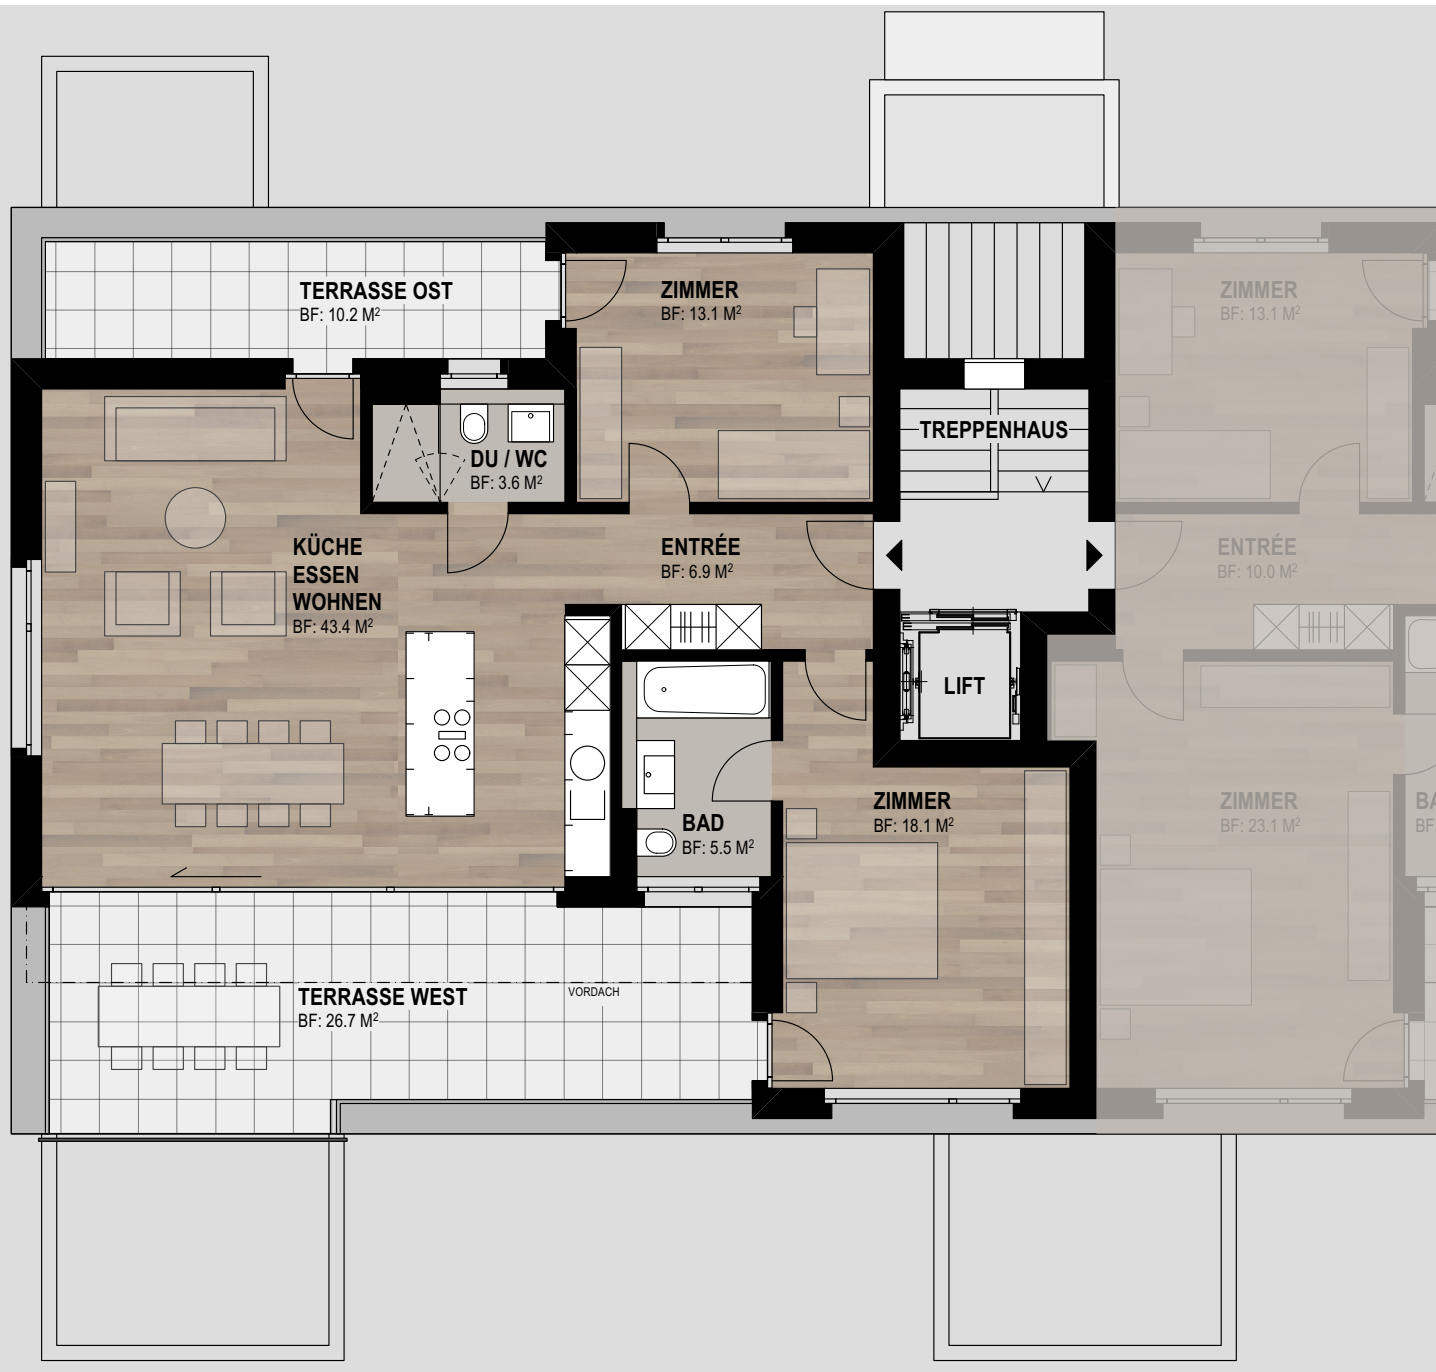 TERRASSE OST
BF: 10.2 M²
ZIMMER
BF: 13.1 M²
ZIMMER
BF: 13.1 M²
TREPPENHAUS
DU / WC
BF: 3.6 M²
KÜCHE
ESSEN
WOHNEN
BF: 43.4 M²
ENTRÉE
BF: 6.9 M²
ENTRÉE
BF: 10.0 M²
LIFT
BAD
BF: 5.5 M²
ZIMMER
BF: 18.1 M²
ZIMMER
BF: 23.1 M²
BA
BF
TERRASSE WEST
BF: 26.7 M²
VORDACH